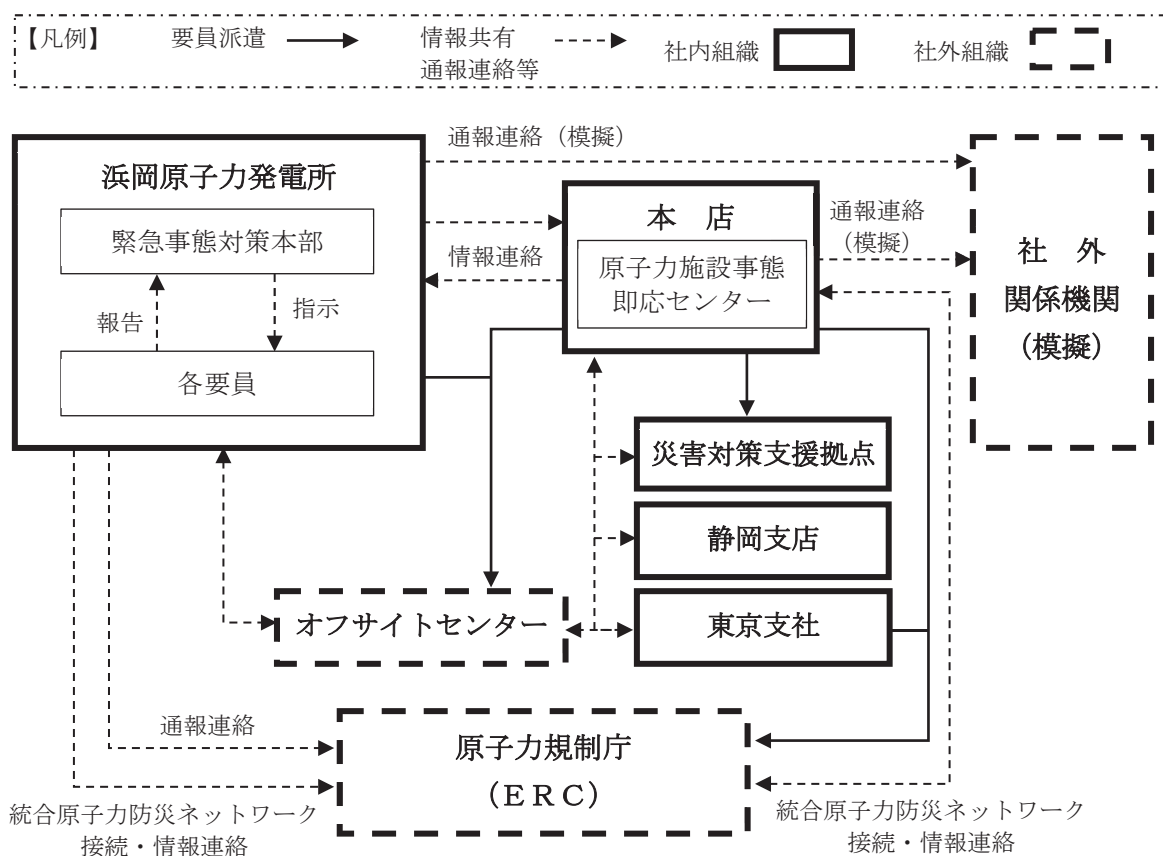 【凡例】
要員派遣
情報共有
通報連絡等
社内組織
社外組織
浜岡原子力発電所
緊急事態対策本部
報告
指示
各要員
通報連絡（模擬）
情報連絡
本　店
原子力施設事態
即応センター
通報連絡
（模擬）
社　外
関係機関
（模擬）
災害対策支援拠点
静岡支店
東京支社
オフサイトセンター
通報連絡
原子力規制庁
（ＥＲＣ）
統合原子力防災ネットワーク
接続・情報連絡
統合原子力防災ネットワーク
接続・情報連絡